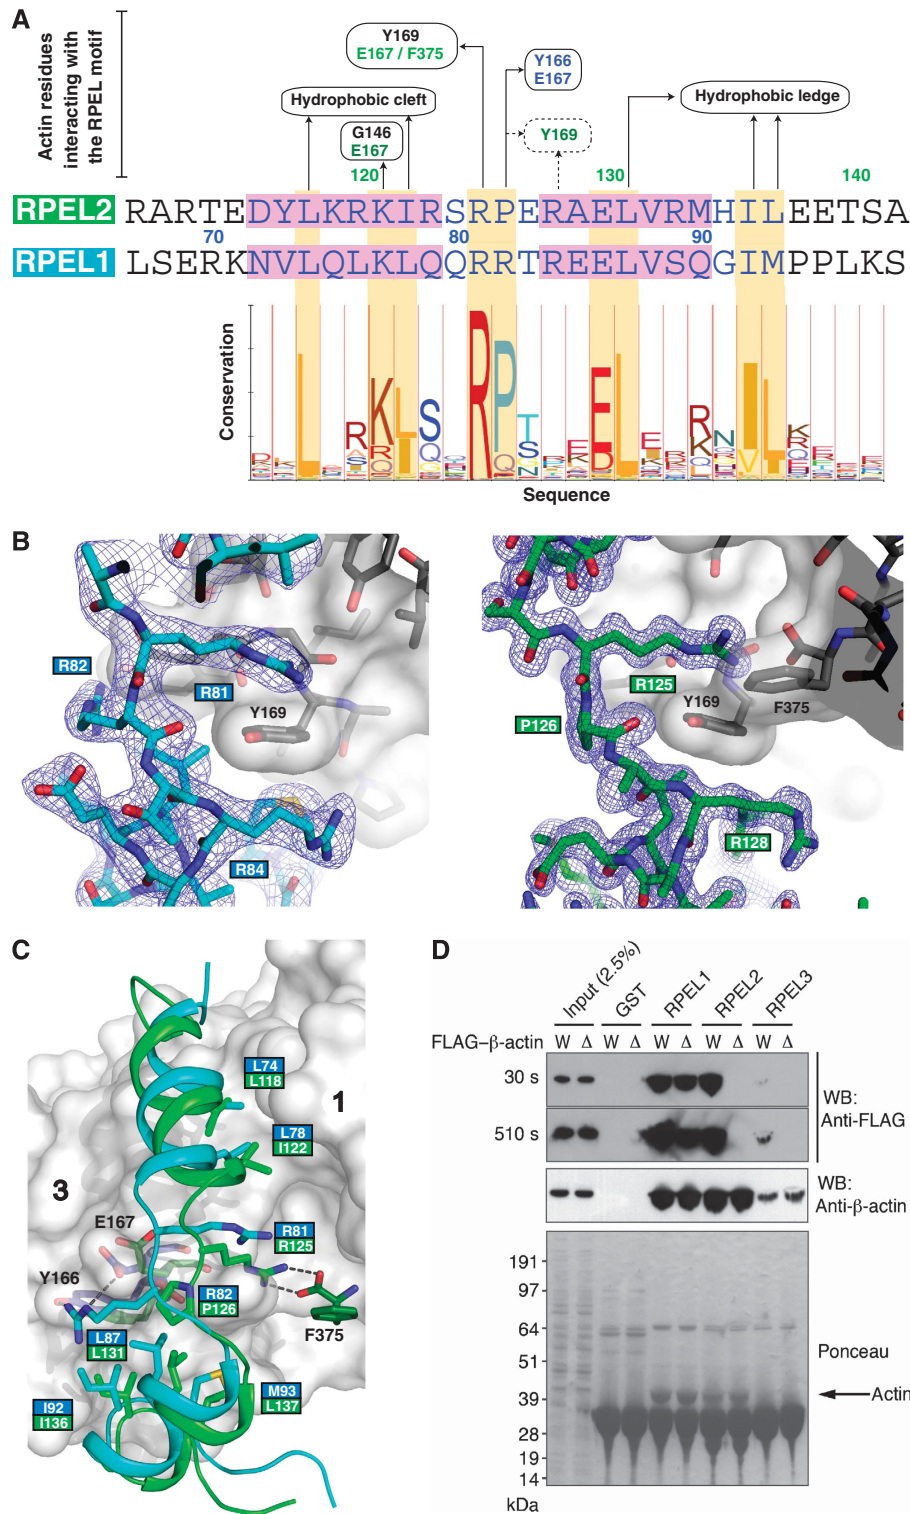 A
Actin residues
interacting with
the RPEL motif
Y169
E167 / F375
Y166
E167
Hydrophobic cleft
Hydrophobic ledge
G146
E167
Y169
120
130
140
RPEL2 RARTEDYLKRKIRSRPERAELVRMHILEETSA
70
80
90
RPEL1 LSERKNVLQLKLQQRRTREELVSQGIMPPLKS
Conservation
Sequence
B
R82
R81
Y169
R84
R125
Y169
F375
P126
R128
C
L74
L118
1
L78
I122
3
E167
R81
R125
Y166
R82
P126
F375
L87
L131
M93
L137
I92
I136
D
Input (2.5%)
GST
RPEL1
RPEL2
RPEL3
FLAG–β-actin W Δ W Δ W Δ W Δ W Δ
30 s
510 s
WB:
Anti-FLAG
WB:
Anti-β-actin
191
97
64
51
39
28
19
14
kDa
Ponceau
Actin